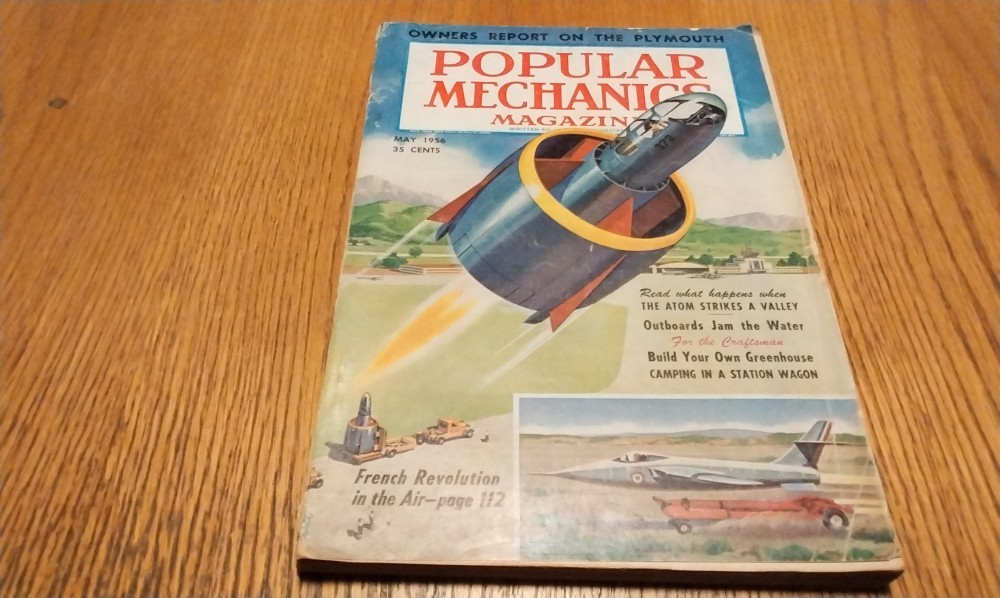 OWNERS REPORT ON THE PLYMOUTH
POPULAR
MECHANICS
MAGAZINE
WRITTEN SO
MAY 1956
35 CENTS
Read what happens when
THE ATOM STRIKES A VALLEY
Outboards Jam the Water
For the Craftsman
Build Your Own Greenhouse
CAMPING IN A STATION WAGON
French Revolution
in the Air—page 112